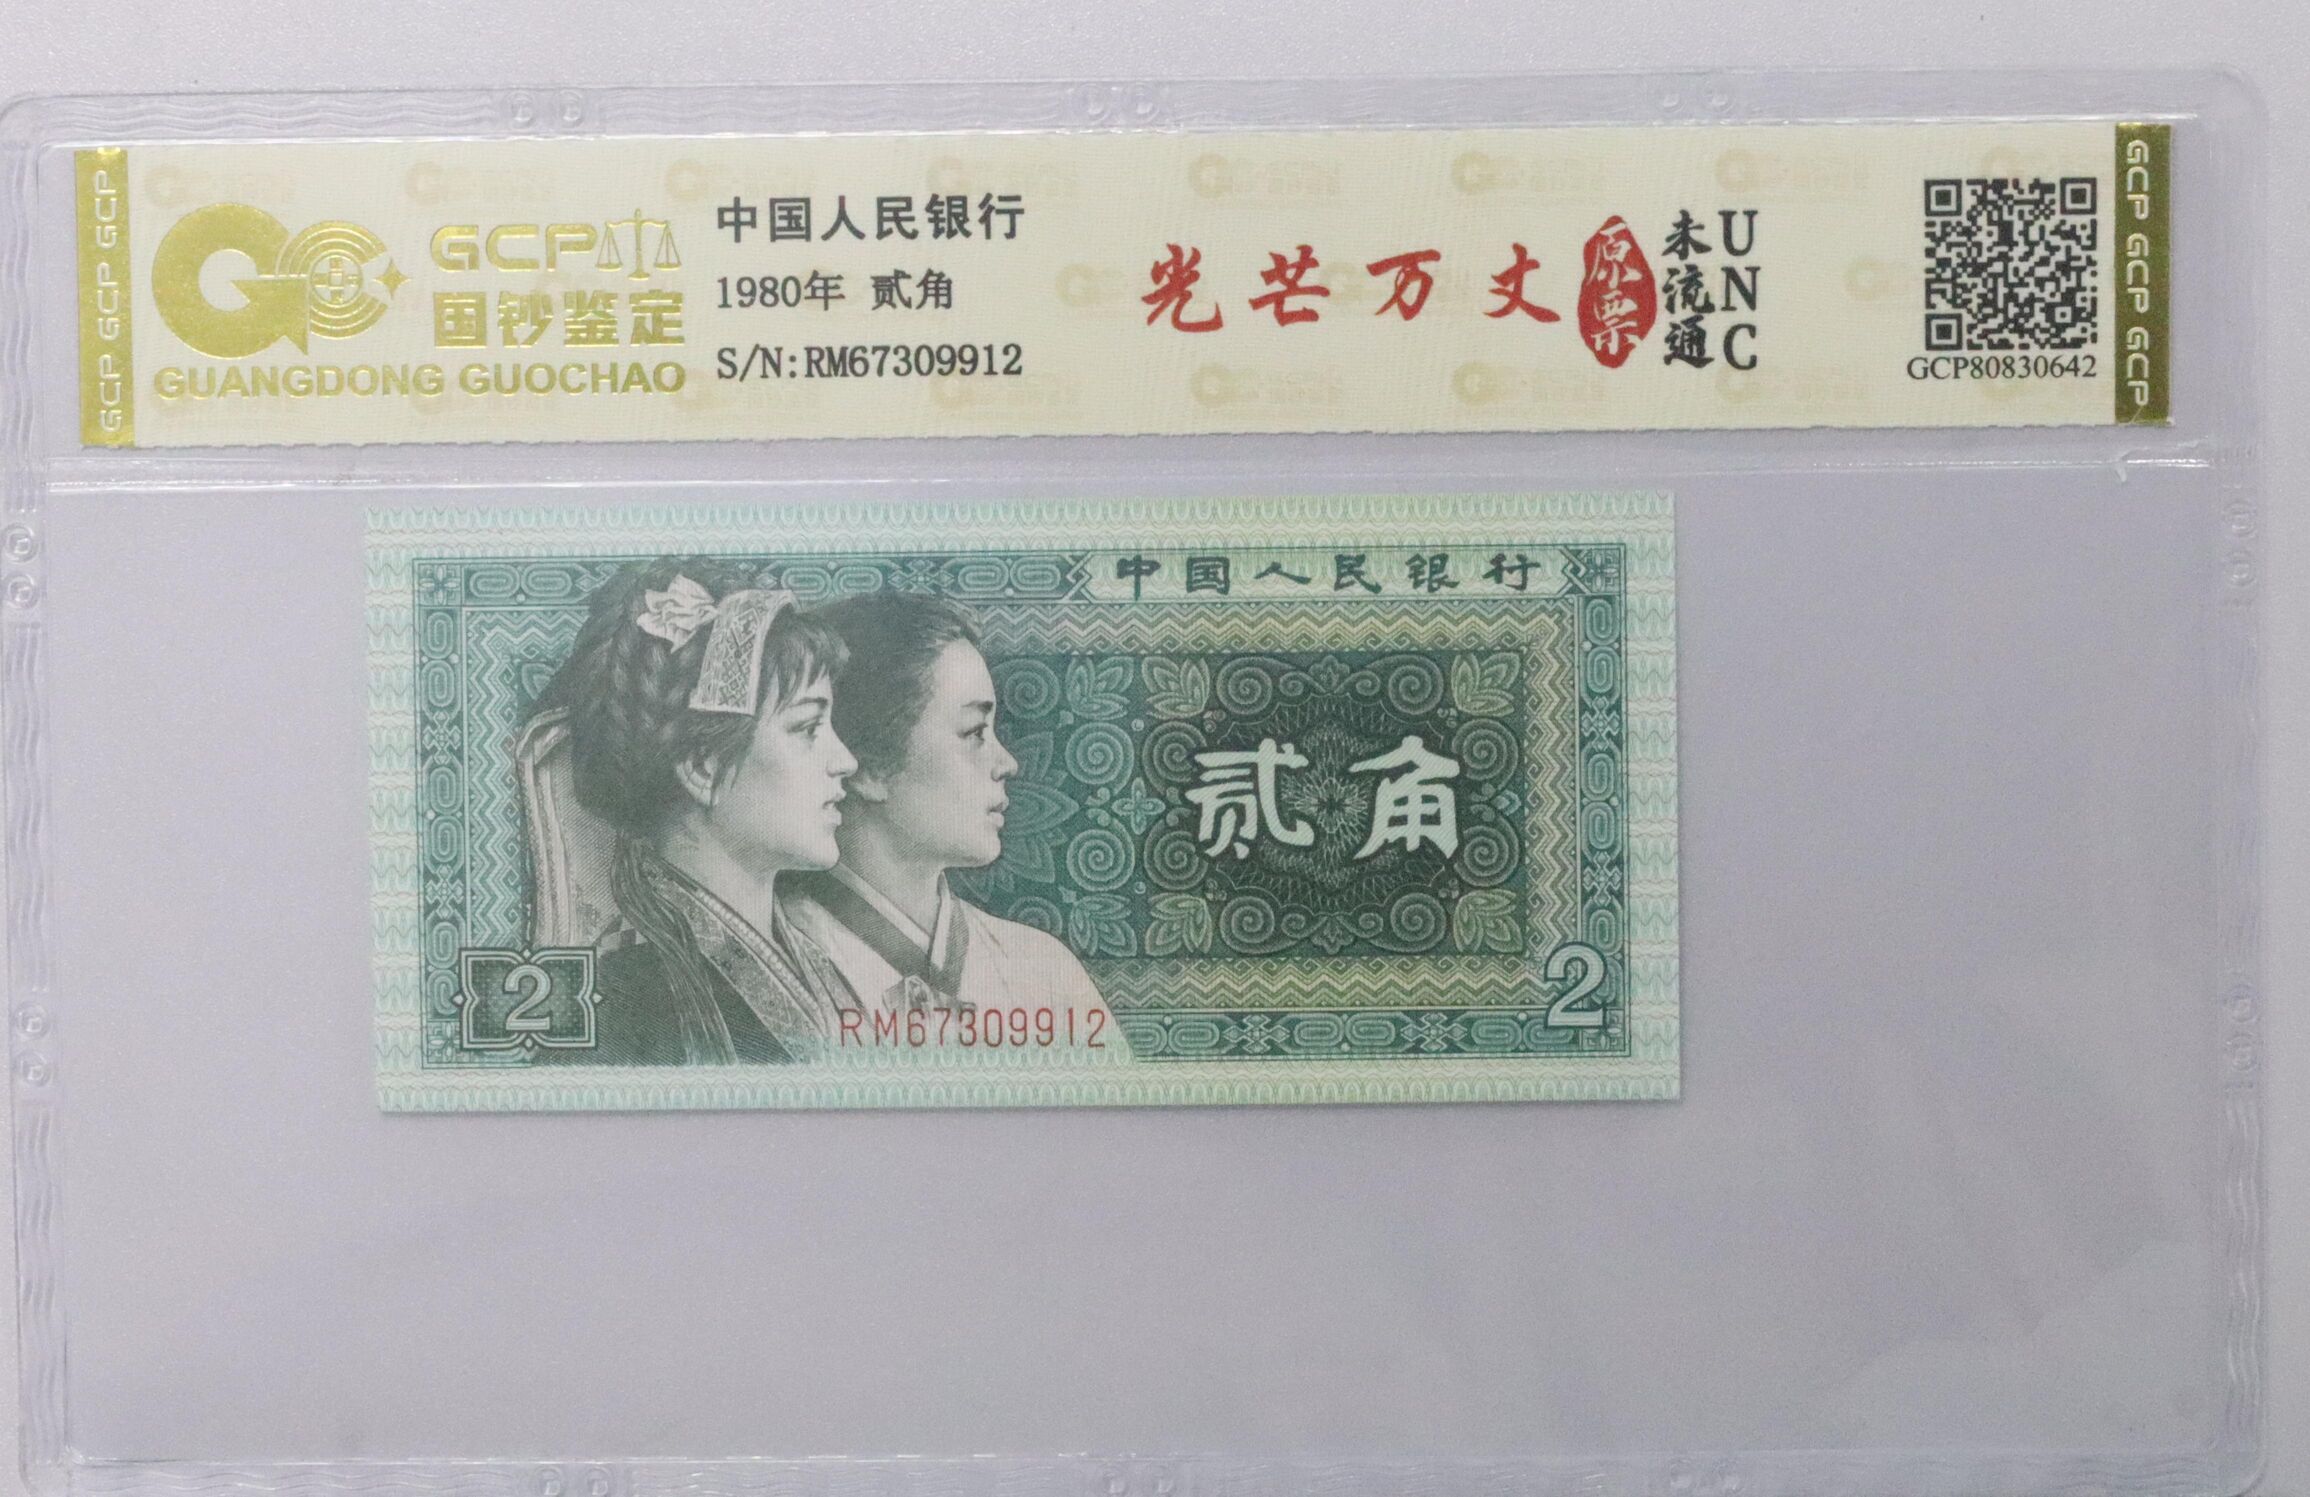 GCP GCP GCP
GCP
国钞鉴定
GUANGDONG GUOCHAO
中国人民银行
1980年 贰角
S/N:RM67309912
光芒万丈
原票
未流通
UNC
GCP80830642
GCP GCP GCP
中国人民银行
贰角
2
RM67309912
2